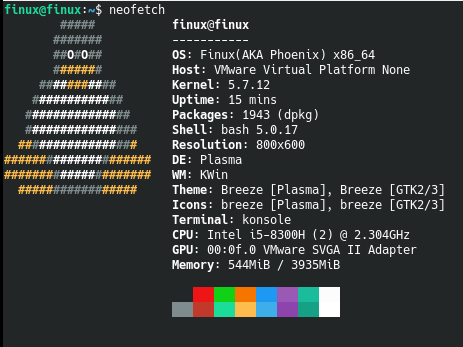 finux@finux:~$ neofetch
finux@finux
-----------
OS: Finux(AKA Phoenix) x86_64
Host: VMware Virtual Platform None
Kernel: 5.7.12
Uptime: 15 mins
Packages: 1943 (dpkg)
Shell: bash 5.0.17
Resolution: 800x600
DE: Plasma
WM: KWin
Theme: Breeze [Plasma], Breeze [GTK2/3]
Icons: breeze [Plasma], breeze [GTK2/3]
Terminal: konsole
CPU: Intel i5-8300H (2) @ 2.304GHz
GPU: 00:0f.0 VMware SVGA II Adapter
Memory: 544MiB / 3935MiB